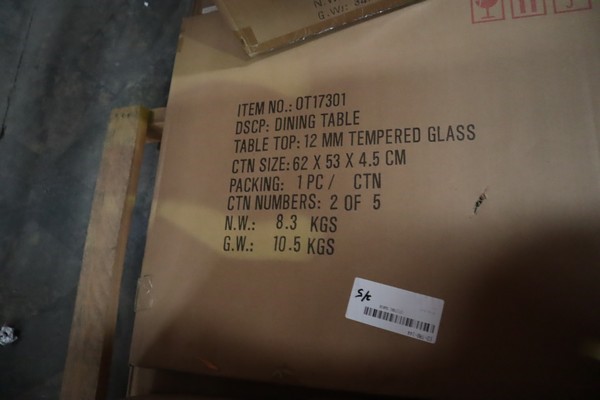 N.W.:
G.W.:
ITEM NO.: OT17301
DSCP: DINING TABLE
TABLE TOP: 12 MM TEMPERED GLASS
CTN SIZE: 62 X 53 X 4.5 CM
PACKING: 1 PC / CTN
CTN NUMBERS: 2 OF 5
N.W.: 8.3 KGS
G.W.: 10.5 KGS
S/C